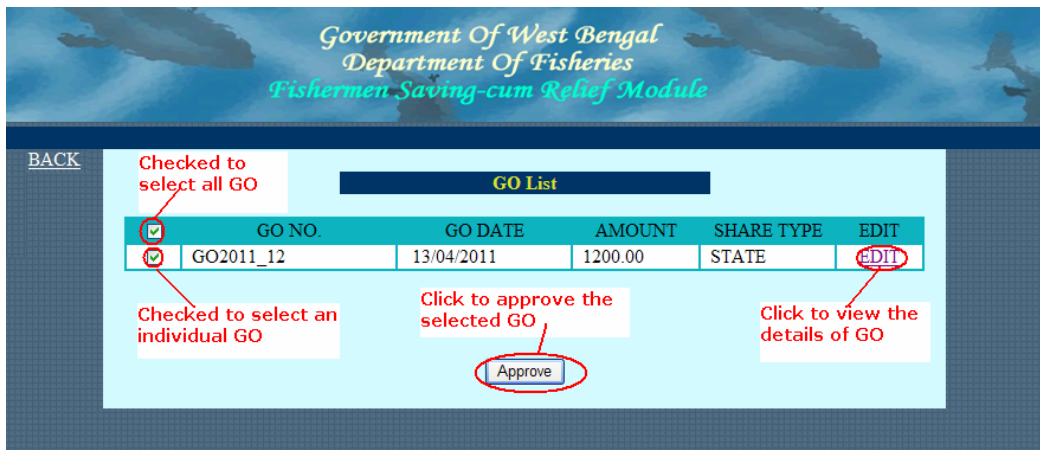 Government Of West Bengal
Department Of Fisheries
Fishermen Saving-cum Relief Module
BACK
Checked to
select all GO
GO List
GO NO. GO DATE AMOUNT SHARE TYPE EDIT
GO2011_12 13/04/2011 1200.00 STATE EDIT
Checked to select an
individual GO
Click to approve the
selected GO
Click to view the
details of GO
Approve